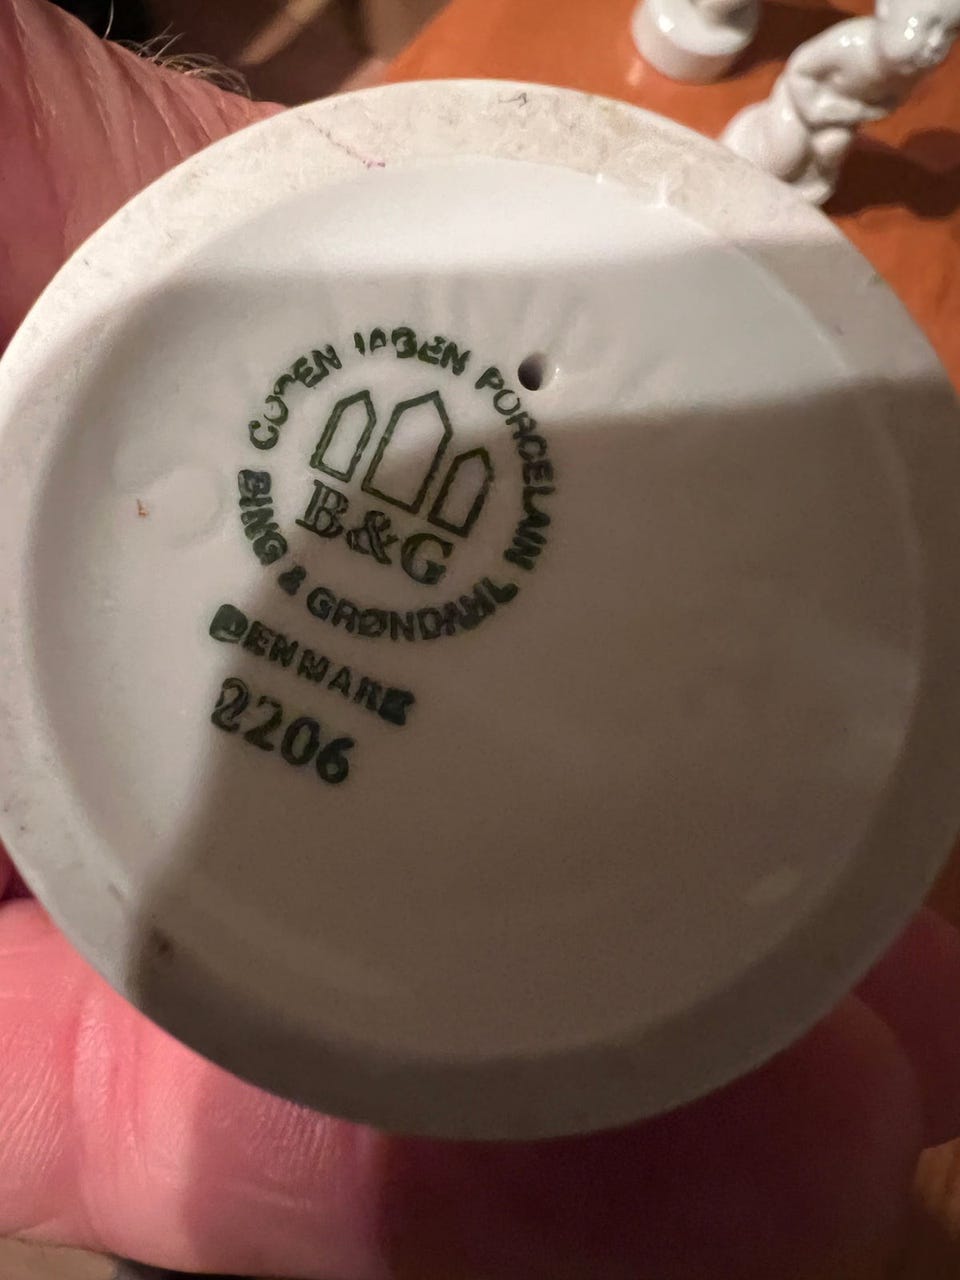 COPENHAGEN PORCELAIN
B&G
BING & GRØNDAHL
DENMARK
2206